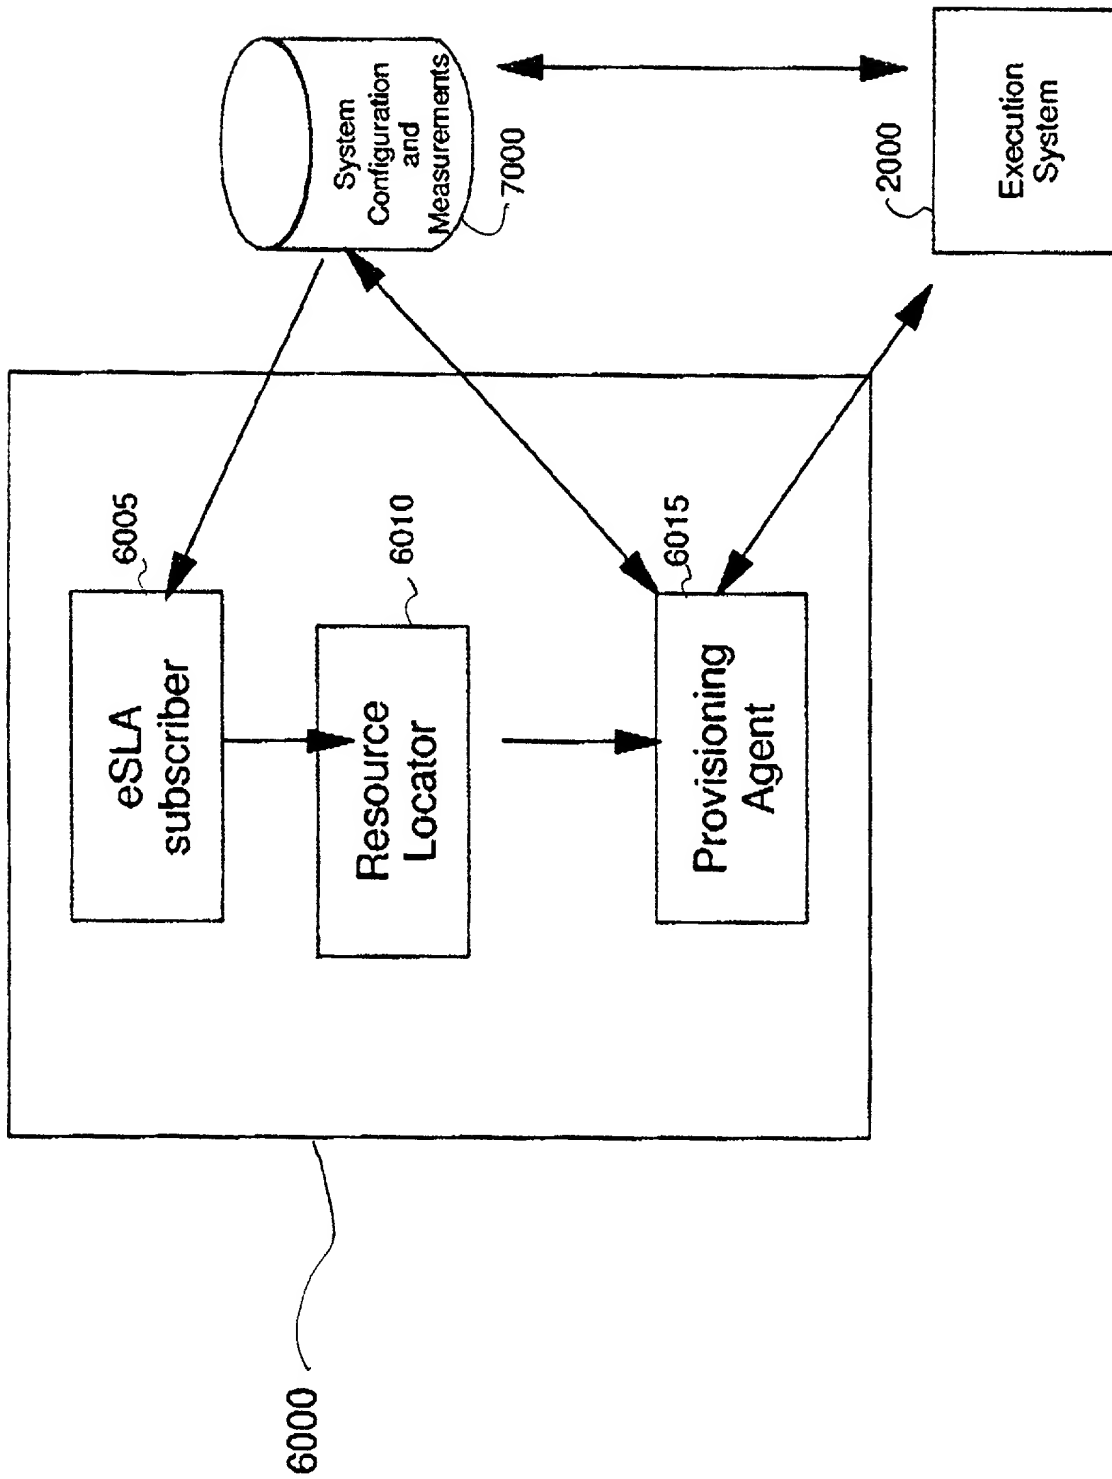 6000
eSLA
subscriber
6005
Resource
Locator
6010
Provisioning
Agent
6015
System
Configuration
and
Measurements
7000
2000
Execution
System